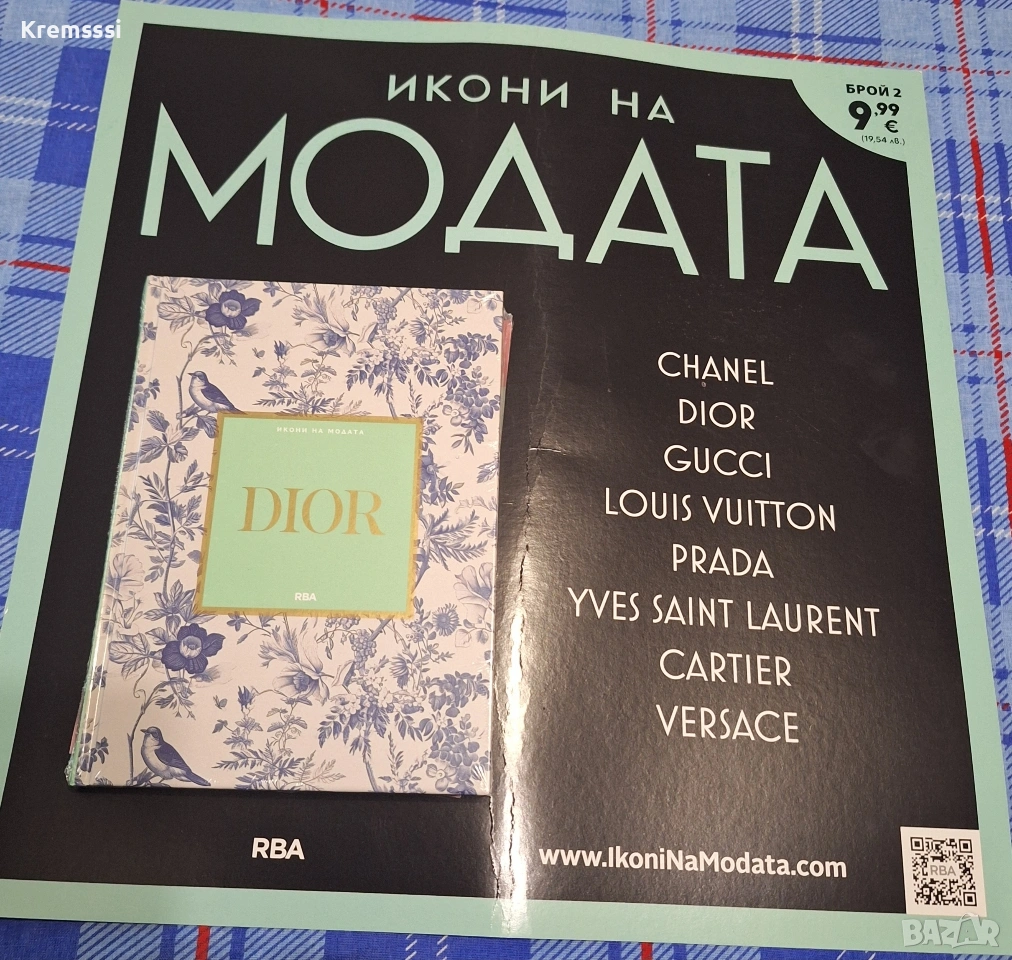 Kremsssi
ИКОНИ НА
МОДАТА
БРОЙ 2
9,99
€
(19,54 лв.)
ИКОНИ НА МОДАТА
DIOR
RBA
CHANEL
DIOR
GUCCI
LOUIS VUITTON
PRADA
YVES SAINT LAURENT
CARTIER
VERSACE
RBA
www.IkoniNaModata.com
RBA
BAZAR